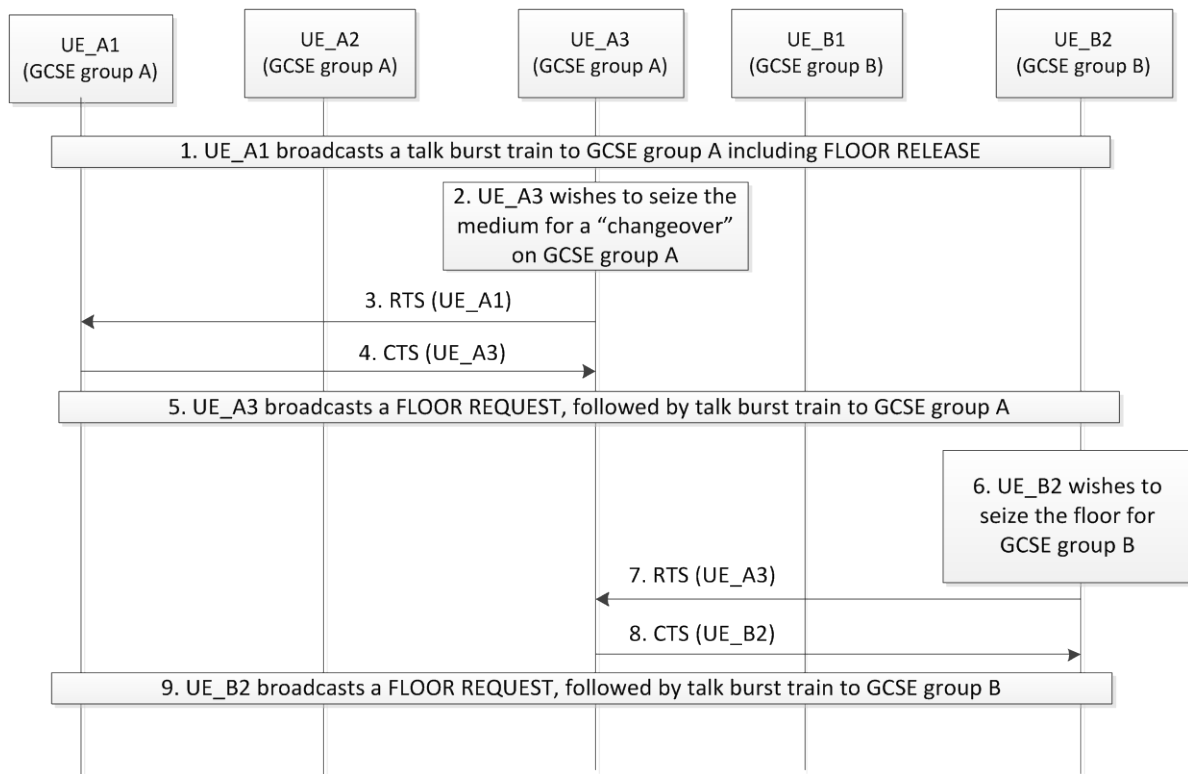 UE_A1
(GCSE group A)
UE_A2
(GCSE group A)
UE_A3
(GCSE group A)
UE_B1
(GCSE group B)
UE_B2
(GCSE group B)
1. UE_A1 broadcasts a talk burst train to GCSE group A including FLOOR RELEASE
2. UE_A3 wishes to seize the
medium for a “changeover”
on GCSE group A
3. RTS (UE_A1)
4. CTS (UE_A3)
5. UE_A3 broadcasts a FLOOR REQUEST, followed by talk burst train to GCSE group A
6. UE_B2 wishes to
seize the floor for
GCSE group B
7. RTS (UE_A3)
8. CTS (UE_B2)
9. UE_B2 broadcasts a FLOOR REQUEST, followed by talk burst train to GCSE group B